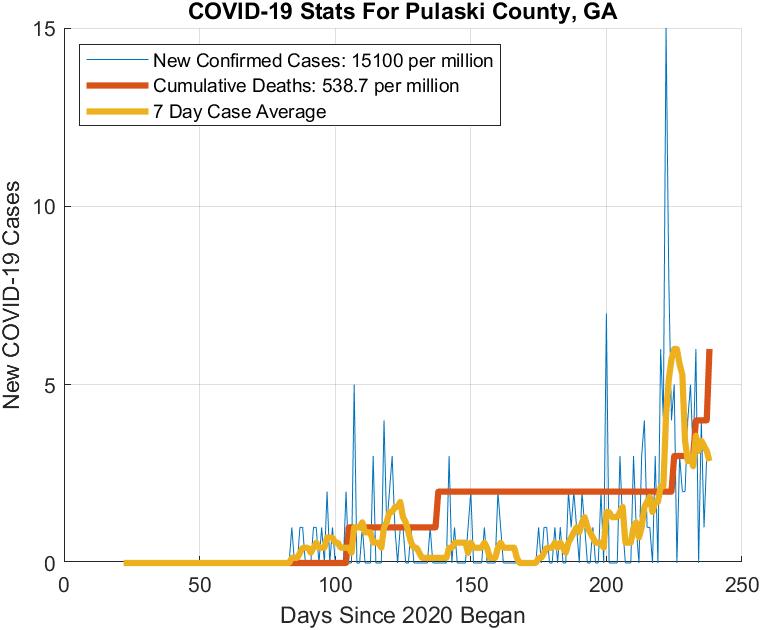 COVID-19 Stats For Pulaski County, GA
New Confirmed Cases: 15100 per million
Cumulative Deaths: 538.7 per million
7 Day Case Average
New COVID-19 Cases
15
10
5
0
0 50 100 150 200 250
Days Since 2020 Began